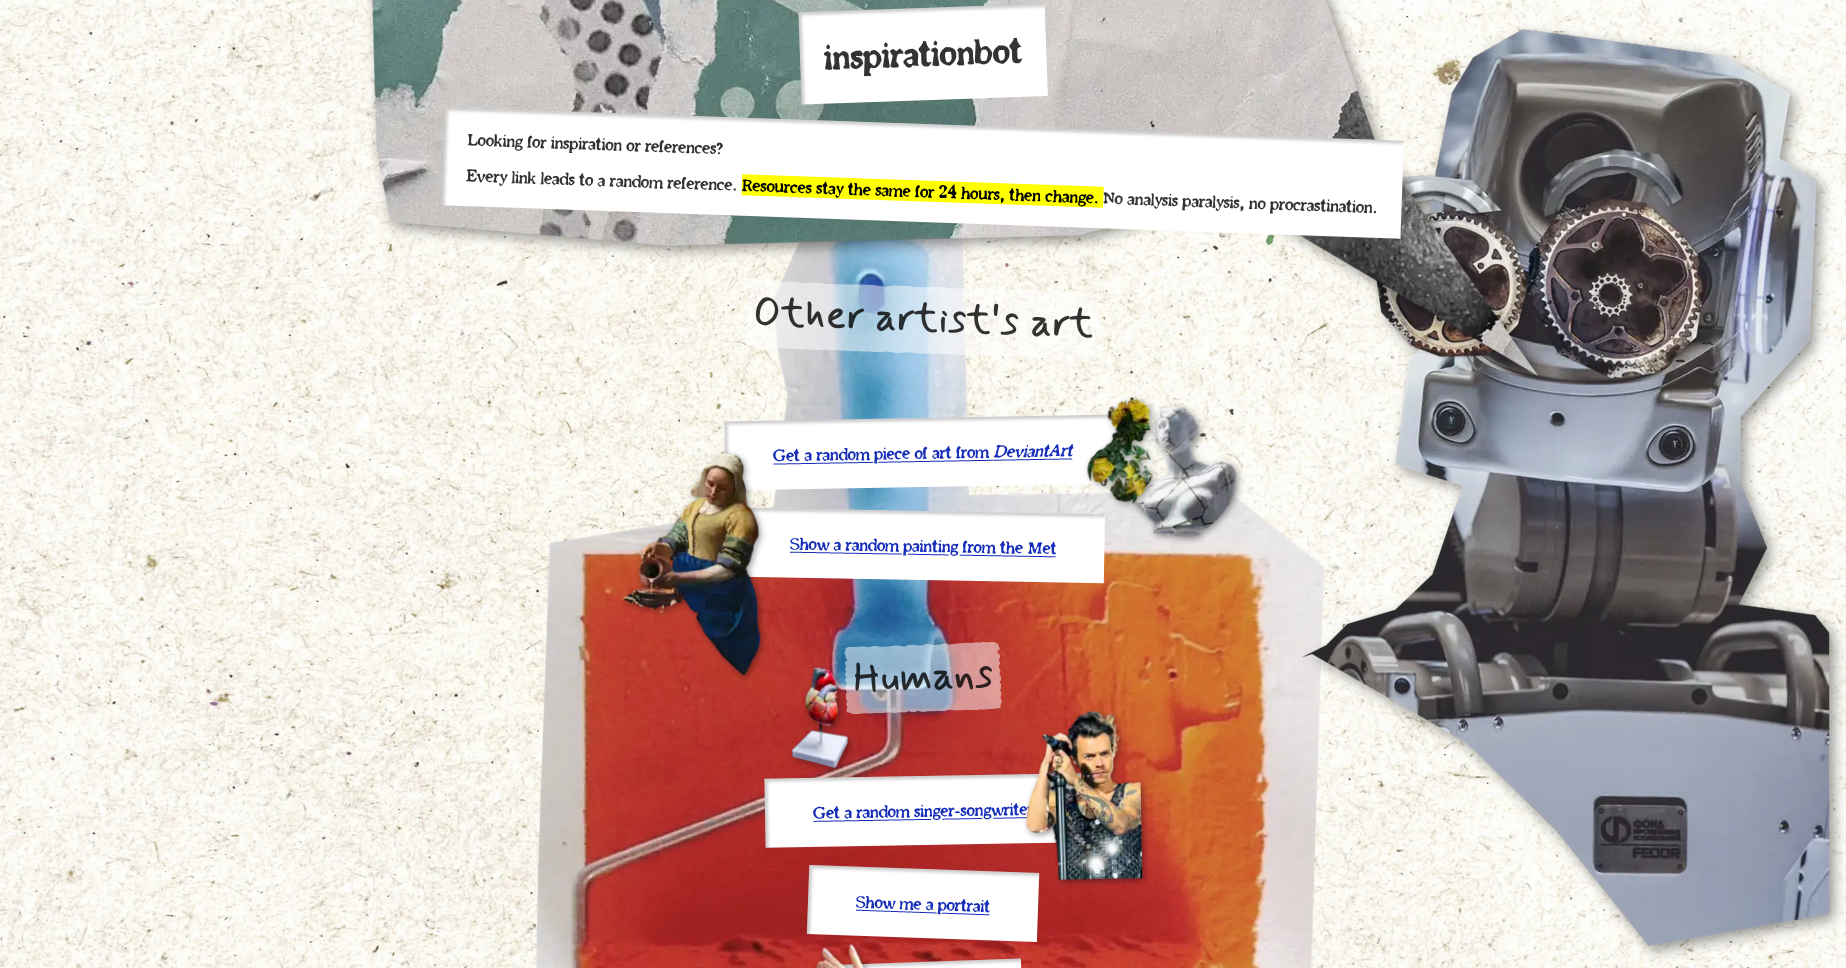 inspirationbot
Looking for inspiration or references?
Every link leads to a random reference. Resources stay the same for 24 hours, then change. No analysis paralysis, no procrastination.
Other artist's art
Get a random piece of art from DeviantArt
Show a random painting from the Met
Humans
Get a random singer-songwrite
Show me a portrait
ФОНД
FEDOR